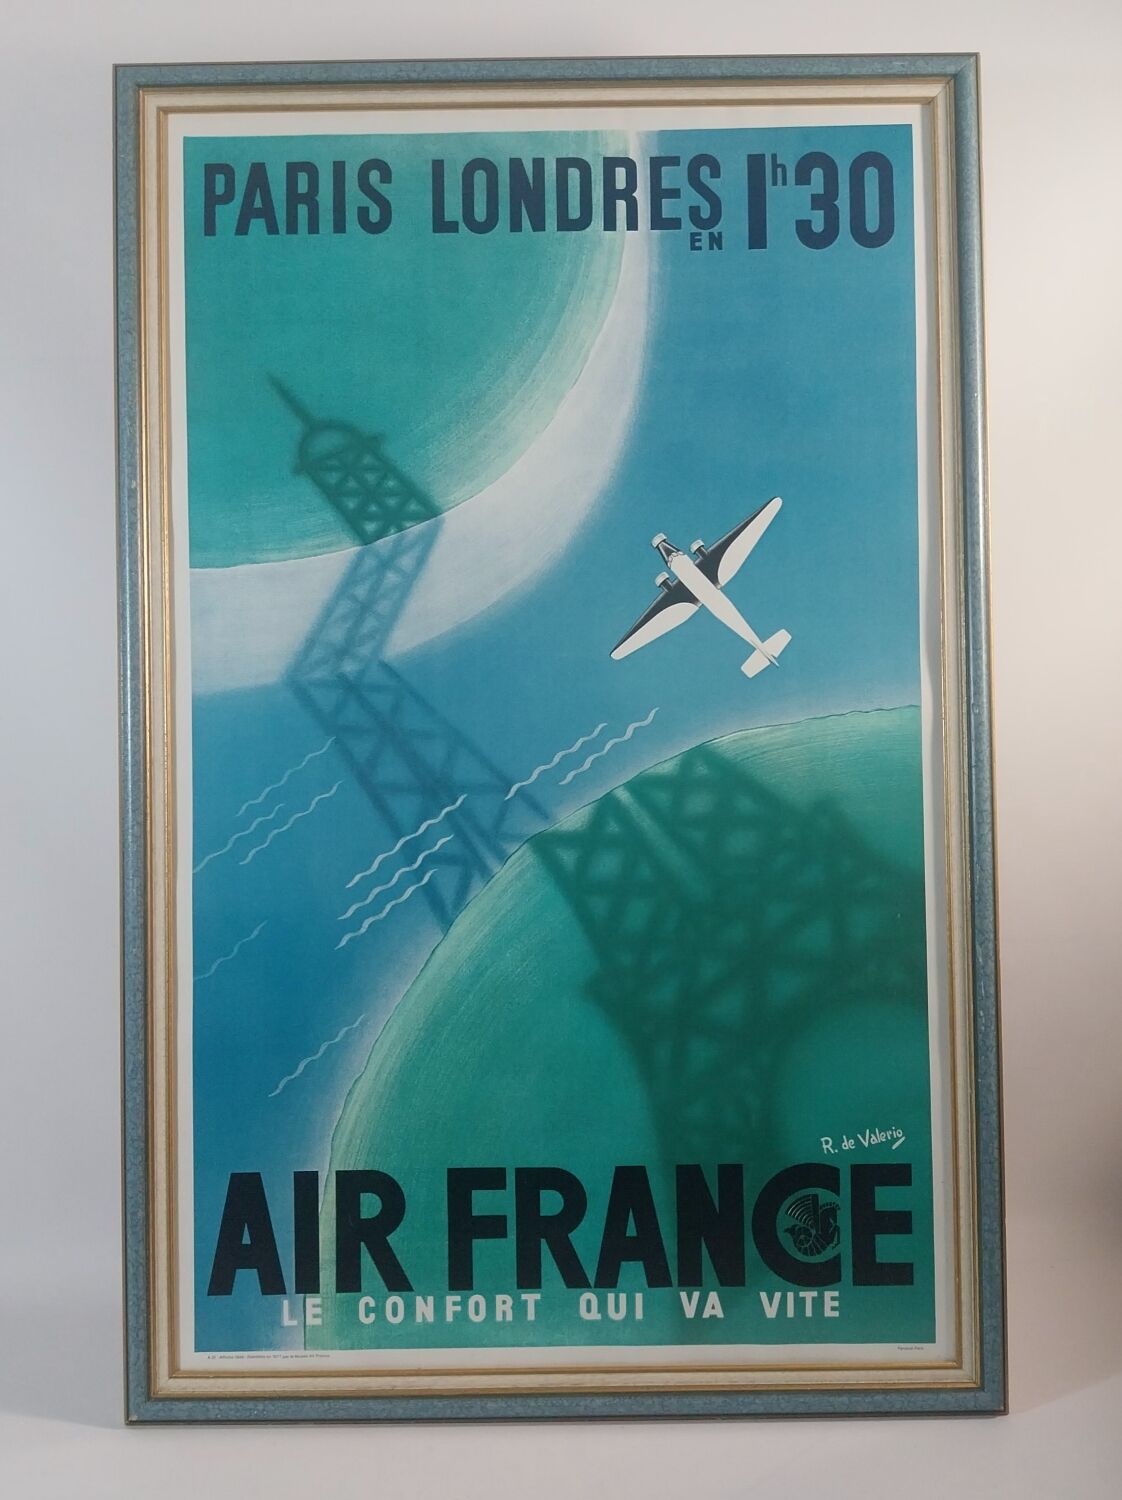 PARIS LONDRES EN 1h30
R. de Valerio
AIR FRANCE
LE CONFORT QUI VA VITE